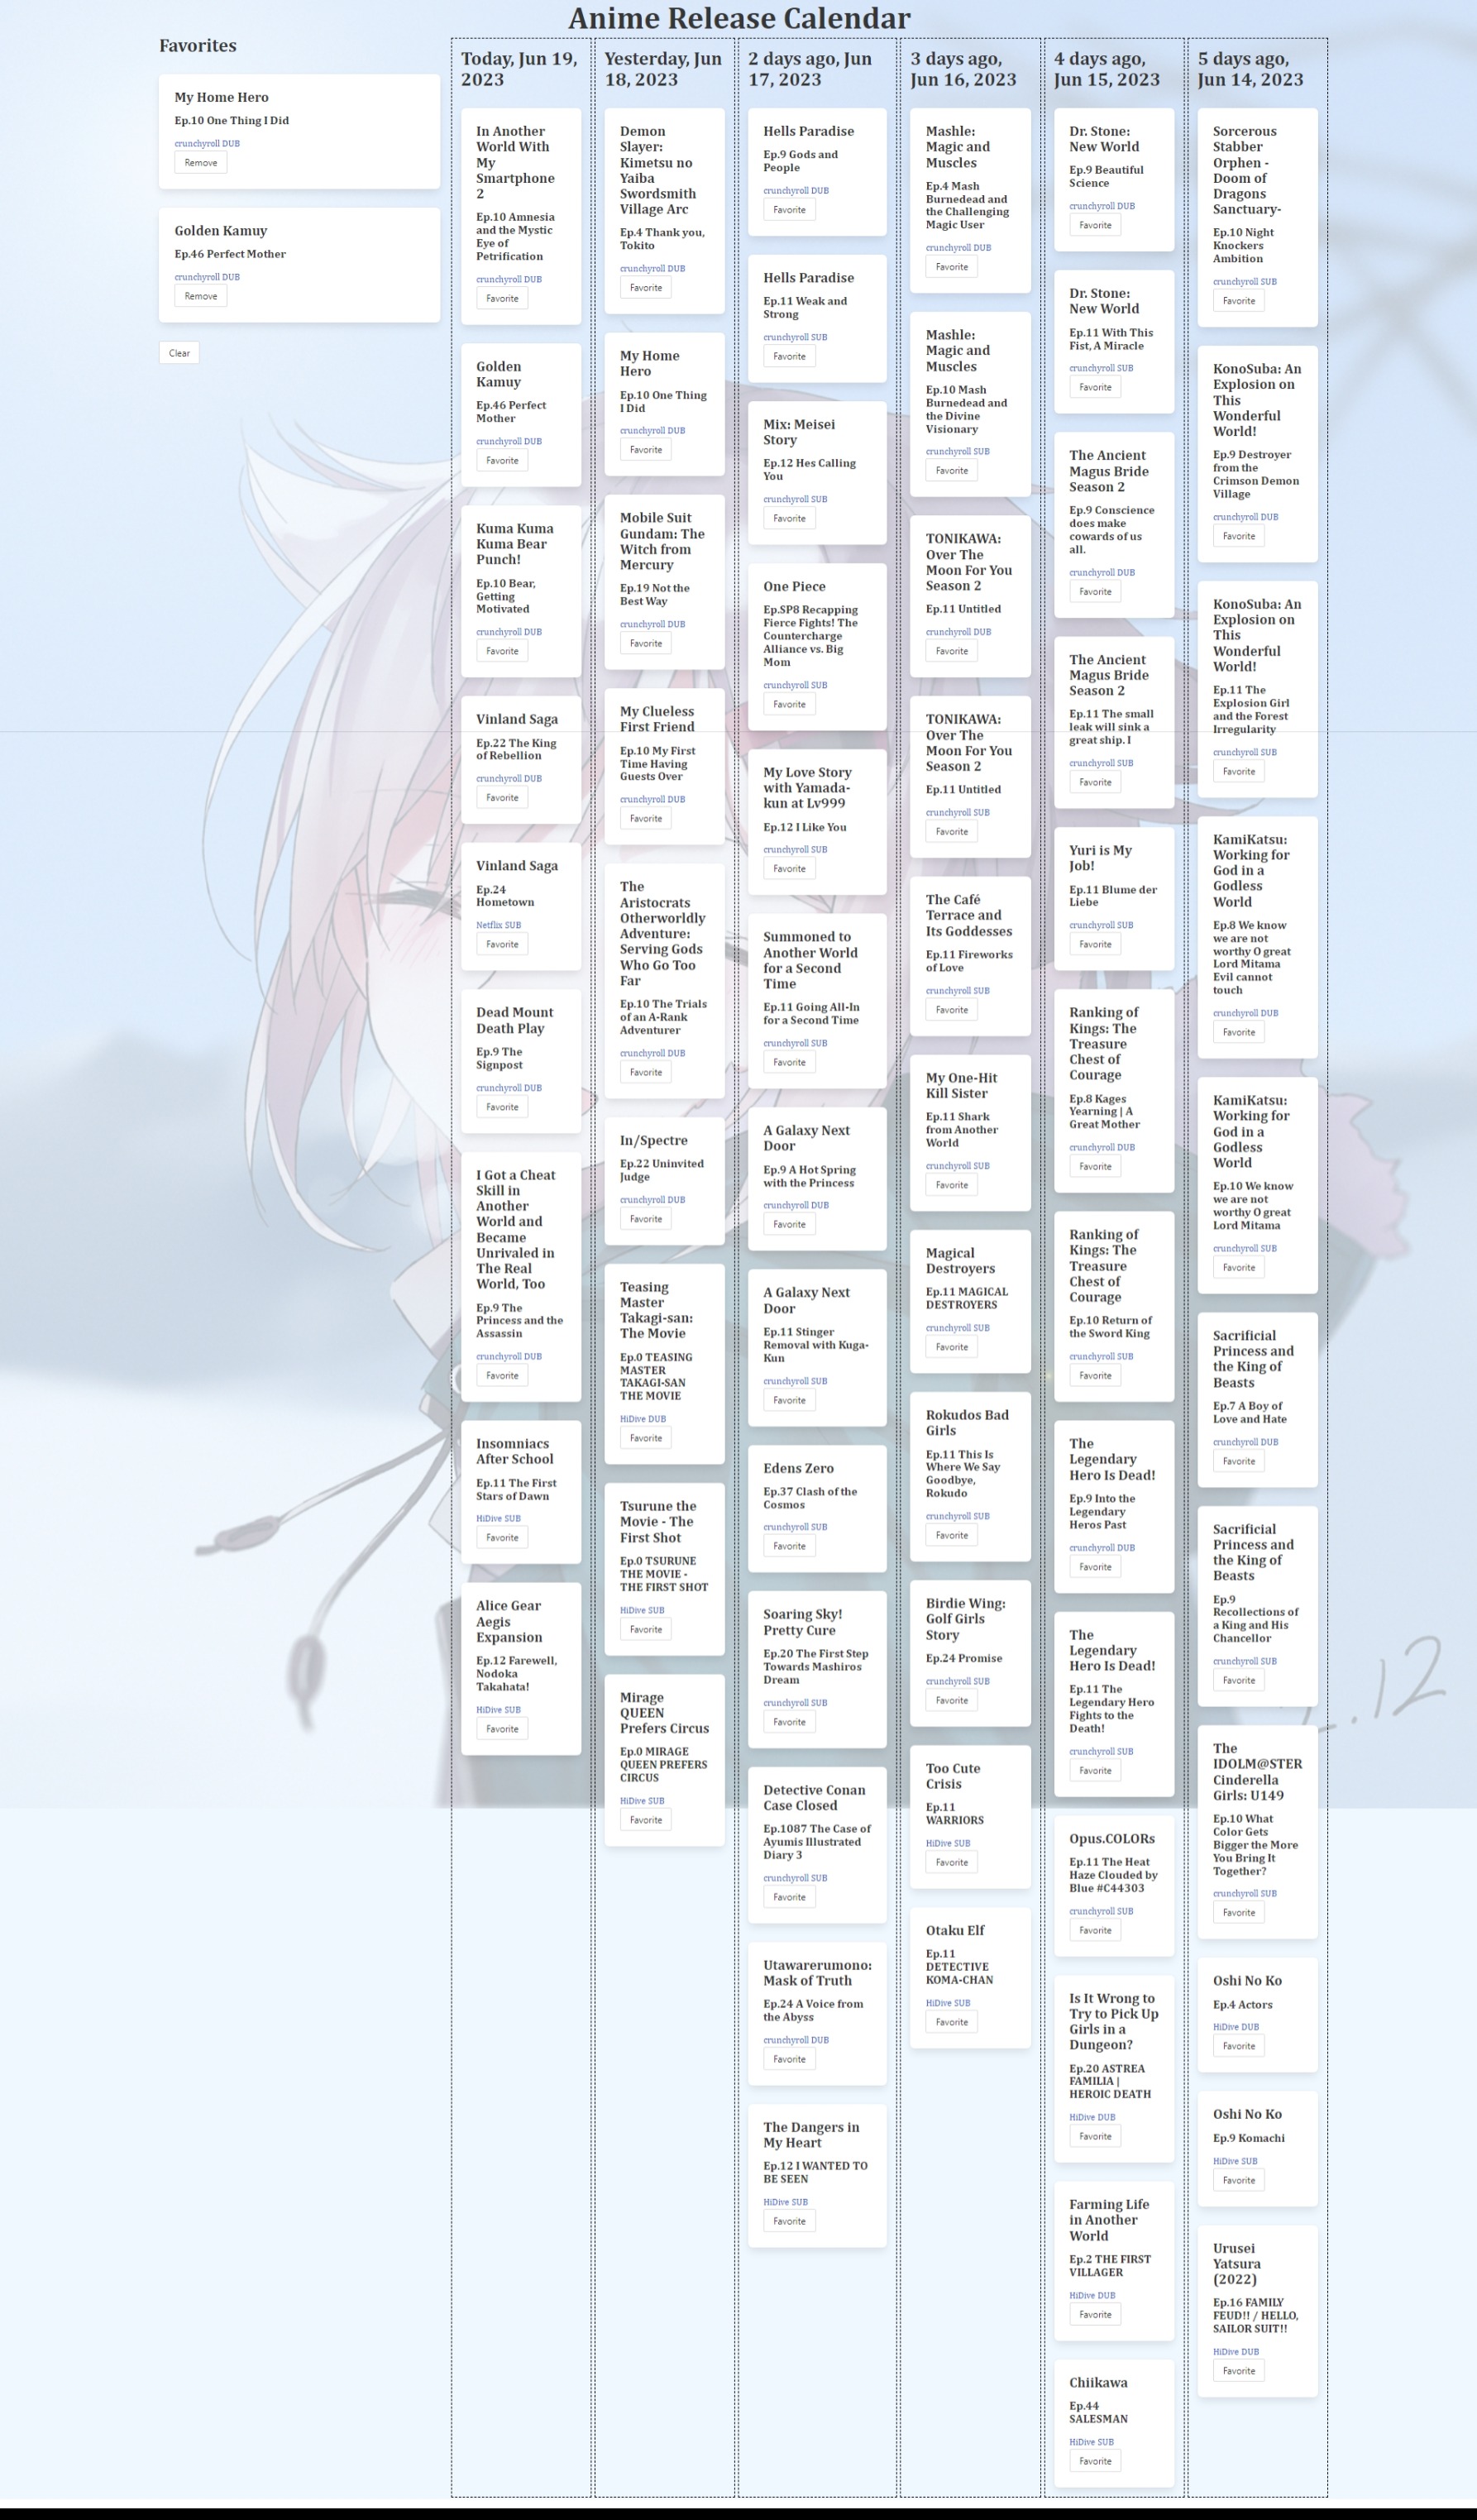 Anime Release Calendar
Favorites
My Home Hero
Ep.10 One Thing I Did
crunchyroll DUB
Remove
Golden Kamuy
Ep.46 Perfect Mother
crunchyroll DUB
Remove
Clear
Today, Jun 19,
2023
In Another
World With
My
Smartphone
2
Ep.10 Amnesia
and the Mystic
Eye of
Petrification
crunchyroll DUB
Favorite
Golden
Kamuy
Ep.46 Perfect
Mother
crunchyroll DUB
Favorite
Kuma Kuma
Kuma Bear
Punch!
Ep.10 Bear,
Getting
Motivated
crunchyroll DUB
Favorite
Vinland Saga
Ep.22 The King
of Rebellion
crunchyroll DUB
Favorite
Vinland Saga
Ep.24
Hometown
Netflix SUB
Favorite
Dead Mount
Death Play
Ep.9 The
Signpost
crunchyroll DUB
Favorite
I Got a Cheat
Skill in
Another
World and
Became
Unrivaled in
The Real
World, Too
Ep.9 The
Princess and the
Assassin
crunchyroll DUB
Favorite
Insomniacs
After School
Ep.11 The First
Stars of Dawn
HiDive SUB
Favorite
Alice Gear
Aegis
Expansion
Ep.12 Farewell,
Nodoka
Takahata!
HiDive SUB
Favorite
Yesterday, Jun
18, 2023
Demon
Slayer:
Kimetsu no
Yaiba
Swordsmith
Village Arc
Ep.4 Thank you,
Tokito
crunchyroll DUB
Favorite
My Home
Hero
Ep.10 One Thing
I Did
crunchyroll DUB
Favorite
Mobile Suit
Gundam: The
Witch from
Mercury
Ep.19 Not the
Best Way
crunchyroll DUB
Favorite
My Clueless
First Friend
Ep.10 My First
Time Having
Guests Over
crunchyroll DUB
Favorite
The
Aristocrats
Otherworldly
Adventure:
Serving Gods
Who Go Too
Far
Ep.10 The Trials
of an A-Rank
Adventurer
crunchyroll DUB
Favorite
In/Spectre
Ep.22 Uninvited
Judge
crunchyroll DUB
Favorite
Teasing
Master
Takagi-san:
The Movie
Ep.0 TEASING
MASTER
TAKAGI-SAN
THE MOVIE
HiDive DUB
Favorite
Tsurune the
Movie - The
First Shot
Ep.0 TSURUNE
THE MOVIE -
THE FIRST SHOT
HiDive SUB
Favorite
Mirage
QUEEN
Prefers Circus
Ep.0 MIRAGE
QUEEN PREFERS
CIRCUS
HiDive SUB
Favorite
2 days ago, Jun
17, 2023
Hells Paradise
Ep.9 Gods and
People
crunchyroll DUB
Favorite
Hells Paradise
Ep.11 Weak and
Strong
crunchyroll SUB
Favorite
Mix: Meisei
Story
Ep.12 Hes Calling
You
crunchyroll SUB
Favorite
One Piece
Ep.SP8 Recapping
Fierce Fights! The
Countercharge
Alliance vs. Big
Mom
crunchyroll SUB
Favorite
My Love Story
with Yamada-
kun at Lv999
Ep.12 I Like You
crunchyroll SUB
Favorite
Summoned to
Another World
for a Second
Time
Ep.11 Going All-In
for a Second Time
crunchyroll SUB
Favorite
A Galaxy Next
Door
Ep.9 A Hot Spring
with the Princess
crunchyroll DUB
Favorite
A Galaxy Next
Door
Ep.11 Stinger
Removal with Kuga-
Kun
crunchyroll SUB
Favorite
Edens Zero
Ep.37 Clash of the
Cosmos
crunchyroll SUB
Favorite
Soaring Sky!
Pretty Cure
Ep.20 The First Step
Towards Mashiros
Dream
crunchyroll SUB
Favorite
Detective Conan
Case Closed
Ep.1087 The Case of
Ayumis Illustrated
Diary 3
crunchyroll SUB
Favorite
Utawarerumono:
Mask of Truth
Ep.24 A Voice from
the Abyss
crunchyroll DUB
Favorite
The Dangers in
My Heart
Ep.12 I WANTED TO
BE SEEN
HiDive SUB
Favorite
3 days ago,
Jun 16, 2023
Mashle:
Magic and
Muscles
Ep.4 Mash
Burnedead and
the Challenging
Magic User
crunchyroll DUB
Favorite
Mashle:
Magic and
Muscles
Ep.10 Mash
Burnedead and
the Divine
Visionary
crunchyroll SUB
Favorite
TONIKAWA:
Over The
Moon For You
Season 2
Ep.11 Untitled
crunchyroll DUB
Favorite
TONIKAWA:
Over The
Moon For You
Season 2
Ep.11 Untitled
crunchyroll SUB
Favorite
The Café
Terrace and
Its Goddesses
Ep.11 Fireworks
of Love
crunchyroll SUB
Favorite
My One-Hit
Kill Sister
Ep.11 Shark
from Another
World
crunchyroll SUB
Favorite
Magical
Destroyers
Ep.11 MAGICAL
DESTROYERS
crunchyroll SUB
Favorite
Rokudos Bad
Girls
Ep.11 This Is
Where We Say
Goodbye,
Rokudo
crunchyroll SUB
Favorite
Birdie Wing:
Golf Girls
Story
Ep.24 Promise
crunchyroll SUB
Favorite
Too Cute
Crisis
Ep.11
WARRIORS
HiDive SUB
Favorite
Otaku Elf
Ep.11
DETECTIVE
KOMA-CHAN
HiDive SUB
Favorite
4 days ago,
Jun 15, 2023
Dr. Stone:
New World
Ep.9 Beautiful
Science
crunchyroll DUB
Favorite
Dr. Stone:
New World
Ep.11 With This
Fist, A Miracle
crunchyroll SUB
Favorite
The Ancient
Magus Bride
Season 2
Ep.9 Conscience
does make
cowards of us
all.
crunchyroll DUB
Favorite
The Ancient
Magus Bride
Season 2
Ep.11 The small
leak will sink a
great ship. I
crunchyroll SUB
Favorite
Yuri is My
Job!
Ep.11 Blume der
Liebe
crunchyroll SUB
Favorite
Ranking of
Kings: The
Treasure
Chest of
Courage
Ep.8 Kages
Yearning | A
Great Mother
crunchyroll DUB
Favorite
Ranking of
Kings: The
Treasure
Chest of
Courage
Ep.10 Return of
the Sword King
crunchyroll SUB
Favorite
The
Legendary
Hero Is Dead!
Ep.9 Into the
Legendary
Heros Past
crunchyroll DUB
Favorite
The
Legendary
Hero Is Dead!
Ep.11 The
Legendary Hero
Fights to the
Death!
crunchyroll SUB
Favorite
Opus.COLORs
Ep.11 The Heat
Haze Clouded by
Blue #C44303
crunchyroll SUB
Favorite
Is It Wrong to
Try to Pick Up
Girls in a
Dungeon?
Ep.20 ASTREA
FAMILIA |
HEROIC DEATH
HiDive DUB
Favorite
Farming Life
in Another
World
Ep.2 THE FIRST
VILLAGER
HiDive DUB
Favorite
Chiikawa
Ep.44
SALESMAN
HiDive SUB
Favorite
5 days ago,
Jun 14, 2023
Sorcerous
Stabber
Orphen -
Doom of
Dragons
Sanctuary-
Ep.10 Night
Knockers
Ambition
crunchyroll SUB
Favorite
KonoSuba: An
Explosion on
This
Wonderful
World!
Ep.9 Destroyer
from the
Crimson Demon
Village
crunchyroll DUB
Favorite
KonoSuba: An
Explosion on
This
Wonderful
World!
Ep.11 The
Explosion Girl
and the Forest
Irregularity
crunchyroll SUB
Favorite
KamiKatsu:
Working for
God in a
Godless
World
Ep.8 We know
we are not
worthy O great
Lord Mitama
Evil cannot
touch
crunchyroll DUB
Favorite
KamiKatsu:
Working for
God in a
Godless
World
Ep.10 We know
we are not
worthy O great
Lord Mitama
crunchyroll SUB
Favorite
Sacrificial
Princess and
the King of
Beasts
Ep.7 A Boy of
Love and Hate
crunchyroll DUB
Favorite
Sacrificial
Princess and
the King of
Beasts
Ep.9
Recollections of
a King and His
Chancellor
crunchyroll SUB
Favorite
The
IDOLM@STER
Cinderella
Girls: U149
Ep.10 What
Color Gets
Bigger the More
You Bring It
Together?
crunchyroll SUB
Favorite
Oshi No Ko
Ep.4 Actors
HiDive DUB
Favorite
Oshi No Ko
Ep.9 Komachi
HiDive SUB
Favorite
Urusei
Yatsura
(2022)
Ep.16 FAMILY
FEUD!! / HELLO,
SAILOR SUIT!!
HiDive DUB
Favorite
.12